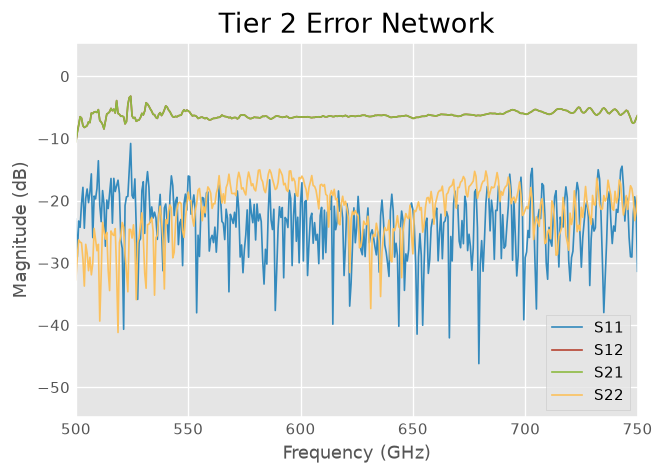 Tier 2 Error Network
Magnitude (dB)
0
−10
−20
−30
−40
−50
S11
S12
S21
S22
500
550
600
650
700
750
Frequency (GHz)